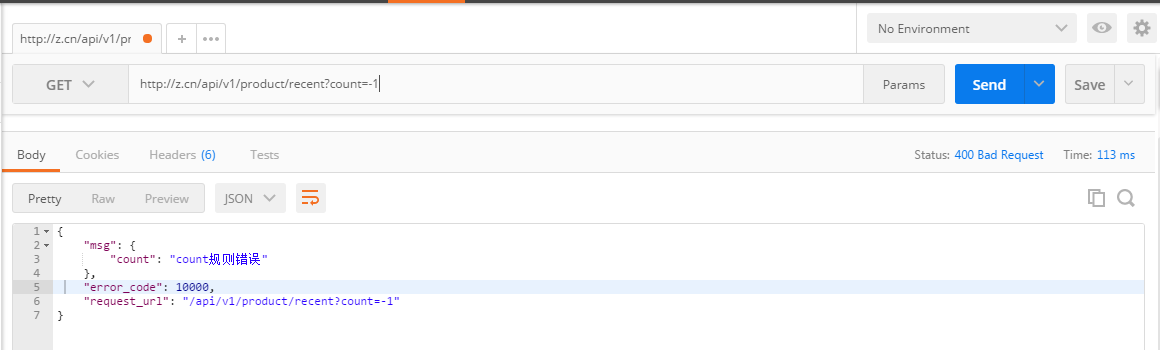 http://z.cn/api/v1/pr
+
•••
No Environment
GET
http://z.cn/api/v1/product/recent?count=-1
Params
Send
Save
Body
Cookies
Headers (6)
Tests
Status: 400 Bad Request
Time: 113 ms
Pretty
Raw
Preview
JSON
1 {
2 "msg": {
3 "count": "count规则错误"
4 },
5 "error_code": 10000,
6 "request_url": "/api/v1/product/recent?count=-1"
7 }